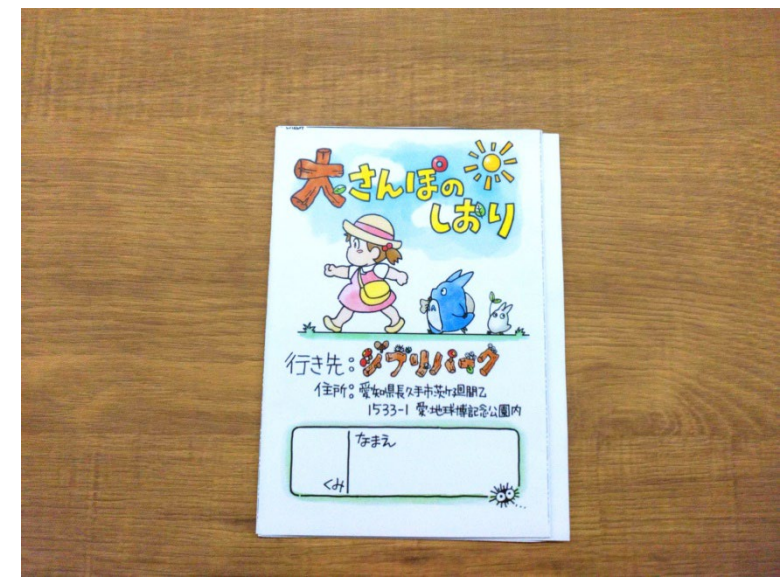 大さんぽの
しおり
行き先:ジブリパーク
住所:愛知県長久手市茨ケ廻間乙
1533-1 愛・地球博記念公園内
なまえ
くみ